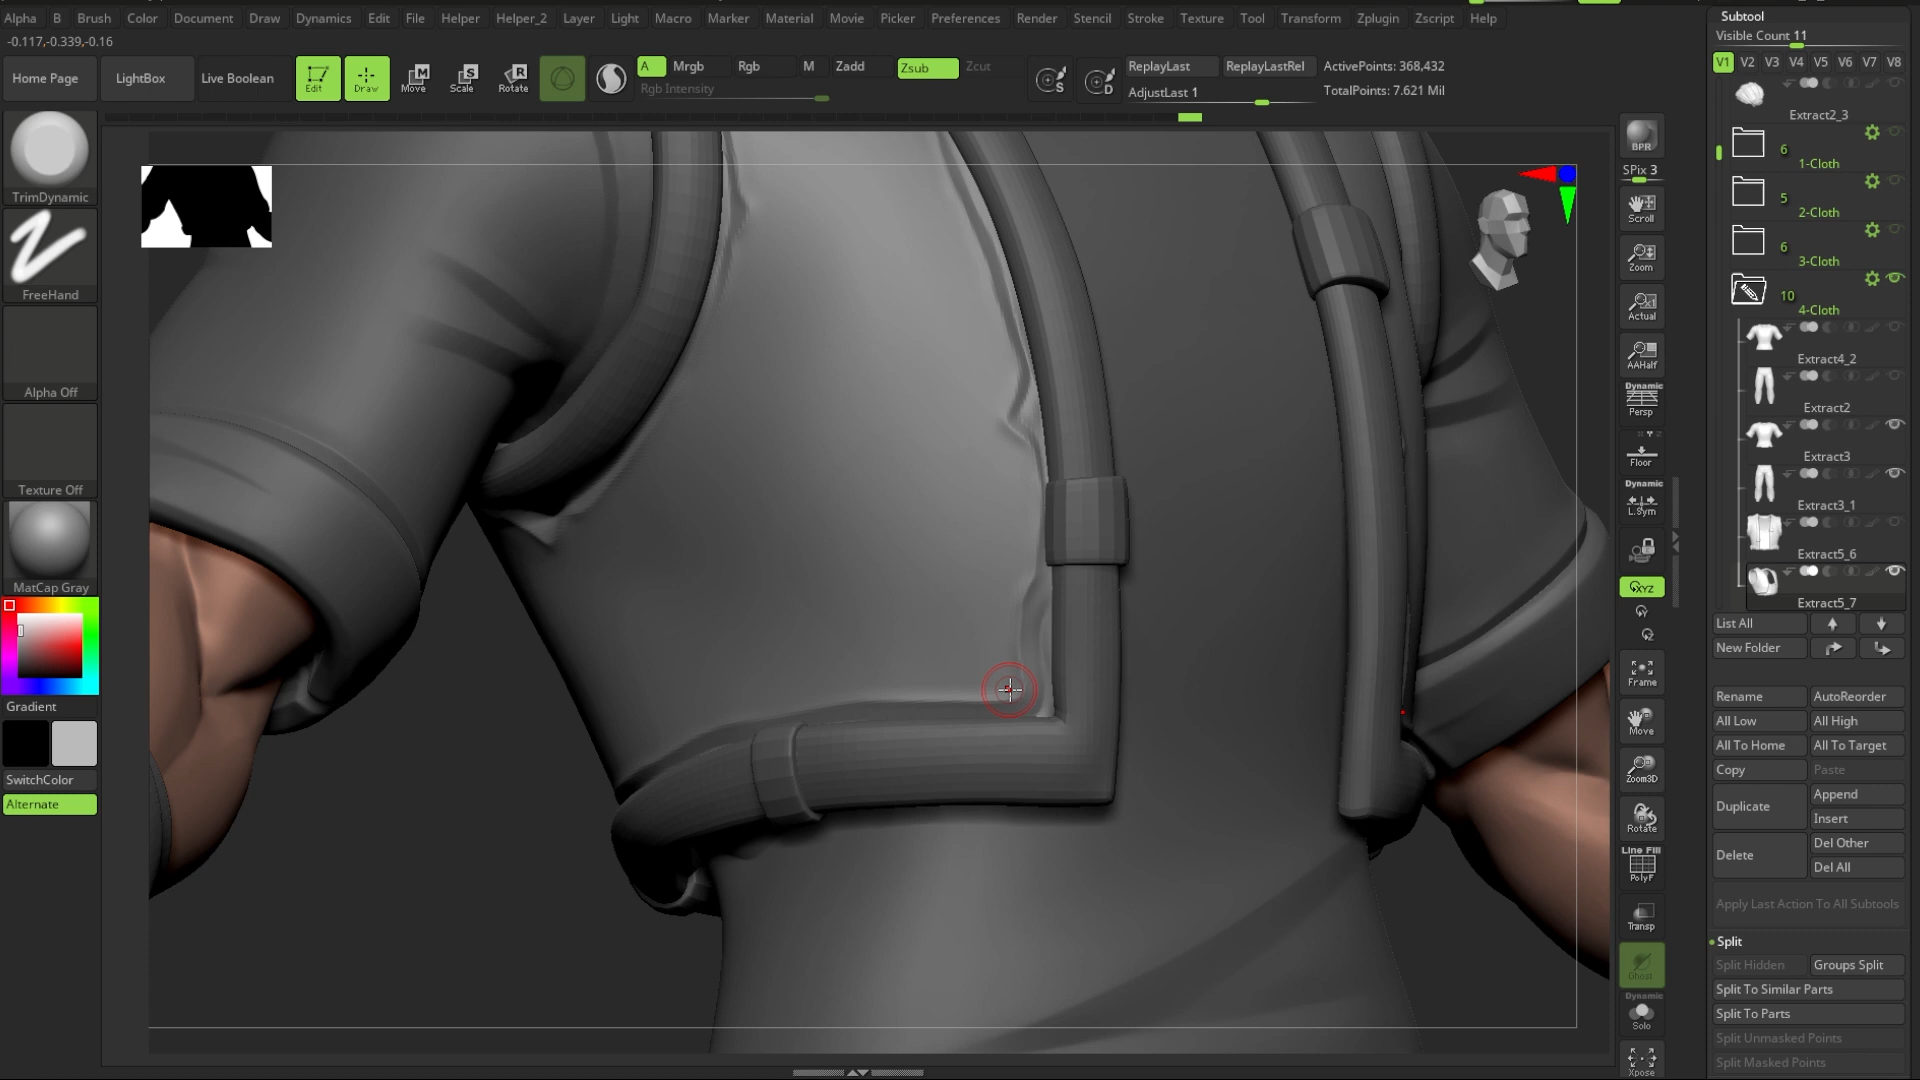 Alpha B Brush Color Document Draw Dynamics Edit File Helper Helper_2 Layer Light Macro Marker Material Movie Picker Preferences Render Stencil Stroke Texture Tool Transform Zplugin Zscript Help
-0.117,-0.339,-0.16
Home Page
LightBox
Live Boolean
Edit
Draw
Move
Scale
Rotate
A
Mrgb
Rgb
M
Zadd
Zsub
Zcut
Rgb Intensity
ReplayLast
ReplayLastRel
AdjustLast 1
ActivePoints: 368,432
TotalPoints: 7.621 Mil
TrimDynamic
FreeHand
Alpha Off
Texture Off
MatCap Gray
Gradient
SwitchColor
Alternate
BPR
SPix 3
Scroll
Zoom
Actual
AAHalf
Dynamic
Persp
Floor
Dynamic
L.Sym
XYZ
Frame
Move
Zoom3D
Rotate
Line Fill
PolyF
Transp
Ghost
Dynamic
Solo
Xpose
Subtool
Visible Count 11
V1 V2 V3 V4 V5 V6 V7 V8
Extract2_3
6
1-Cloth
5
2-Cloth
6
3-Cloth
10
4-Cloth
Extract4_2
Extract2
Extract3
Extract3_1
Extract5_6
Extract5_7
List All
New Folder
Rename
AutoReorder
All Low
All High
All To Home
All To Target
Copy
Paste
Duplicate
Append
Insert
Delete
Del Other
Del All
Apply Last Action To All Subtools
Split
Split Hidden
Groups Split
Split To Similar Parts
Split To Parts
Split Unmasked Points
Split Masked Points